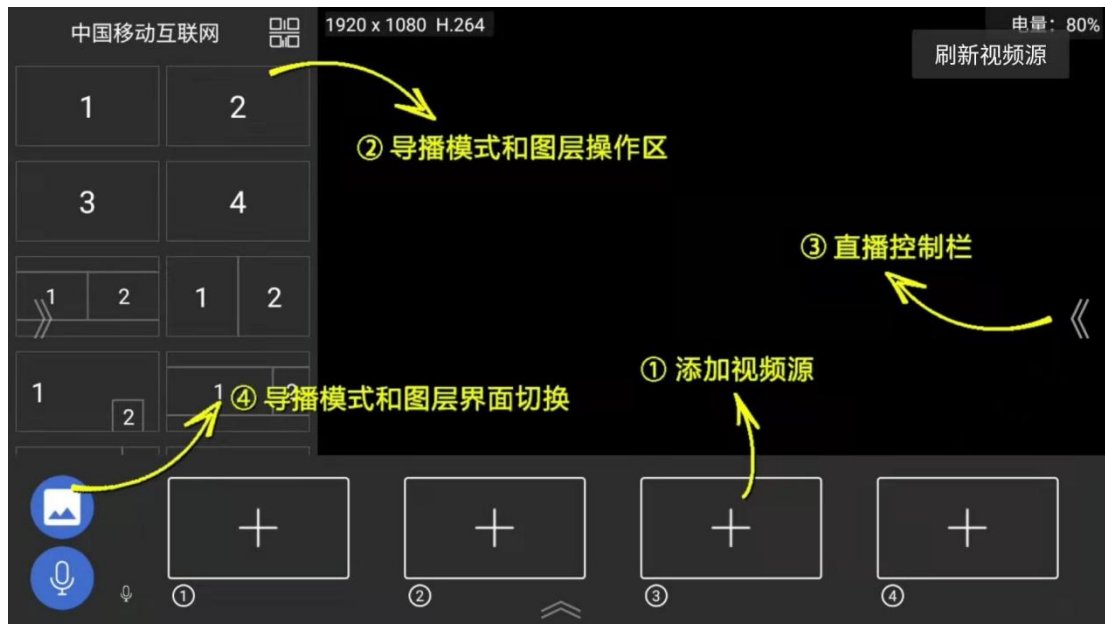 中国移动互联网
1920 x 1080 H.264
电量：80%
刷新视频源
1
2
② 导播模式和图层操作区
3
4
③ 直播控制栏
1
2
1
2
① 添加视频源
1
2
1
2
④ 导播模式和图层界面切换
①
②
③
④